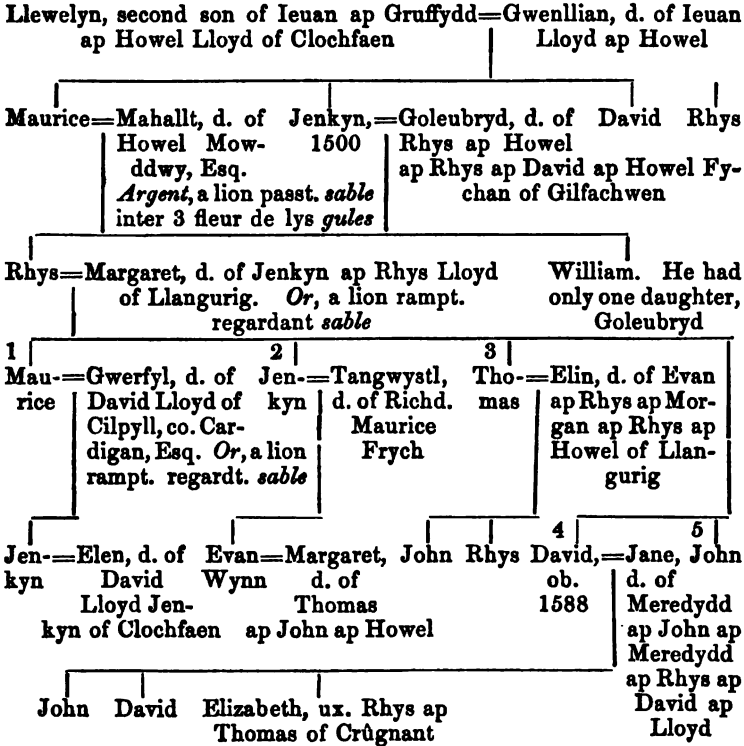 Llewelyn, second son of Ieuan ap Gruffydd=Gwenllian, d. of Ieuan
ap Howel Lloyd of Clochfaen Lloyd ap Howel
Maurice=Mahallt, d. of Jenkyn,=Goleubryd, d. of David Rhys
Howel Mow- 1500 Rhys ap Howel
ddwy, Esq. ap Rhys ap David ap Howel Fy-
Argent, a lion passt. sable chan of Gilfachwen
inter 3 fleur de lys gules
Rhys=Margaret, d. of Jenkyn ap Rhys Lloyd William. He had
of Llangurig. Or, a lion rampt. only one daughter,
regardant sable Goleubryd
1 2 3
Mau-=Gwerfyl, d. of Jen-=Tangwystl, Tho-=Elin, d. of Evan
rice David Lloyd of kyn d. of Richd. mas ap Rhys ap Mor-
Cilpyll, co. Car- Maurice gan ap Rhys ap
digan, Esq. Or, a lion Frych Howel of Llan-
rampt. regardt. sable gurig
4 5
Jen-=Elen, d. of Evan=Margaret, John Rhys David,=Jane, John
kyn David Wynn d. of ob. d. of
Lloyd Jen- Thomas 1588 Meredydd
kyn of Clochfaen ap John ap Howel ap John ap
Meredydd
ap Rhys ap
John David Elizabeth, ux. Rhys ap David ap
Thomas of Crûgnant Lloyd